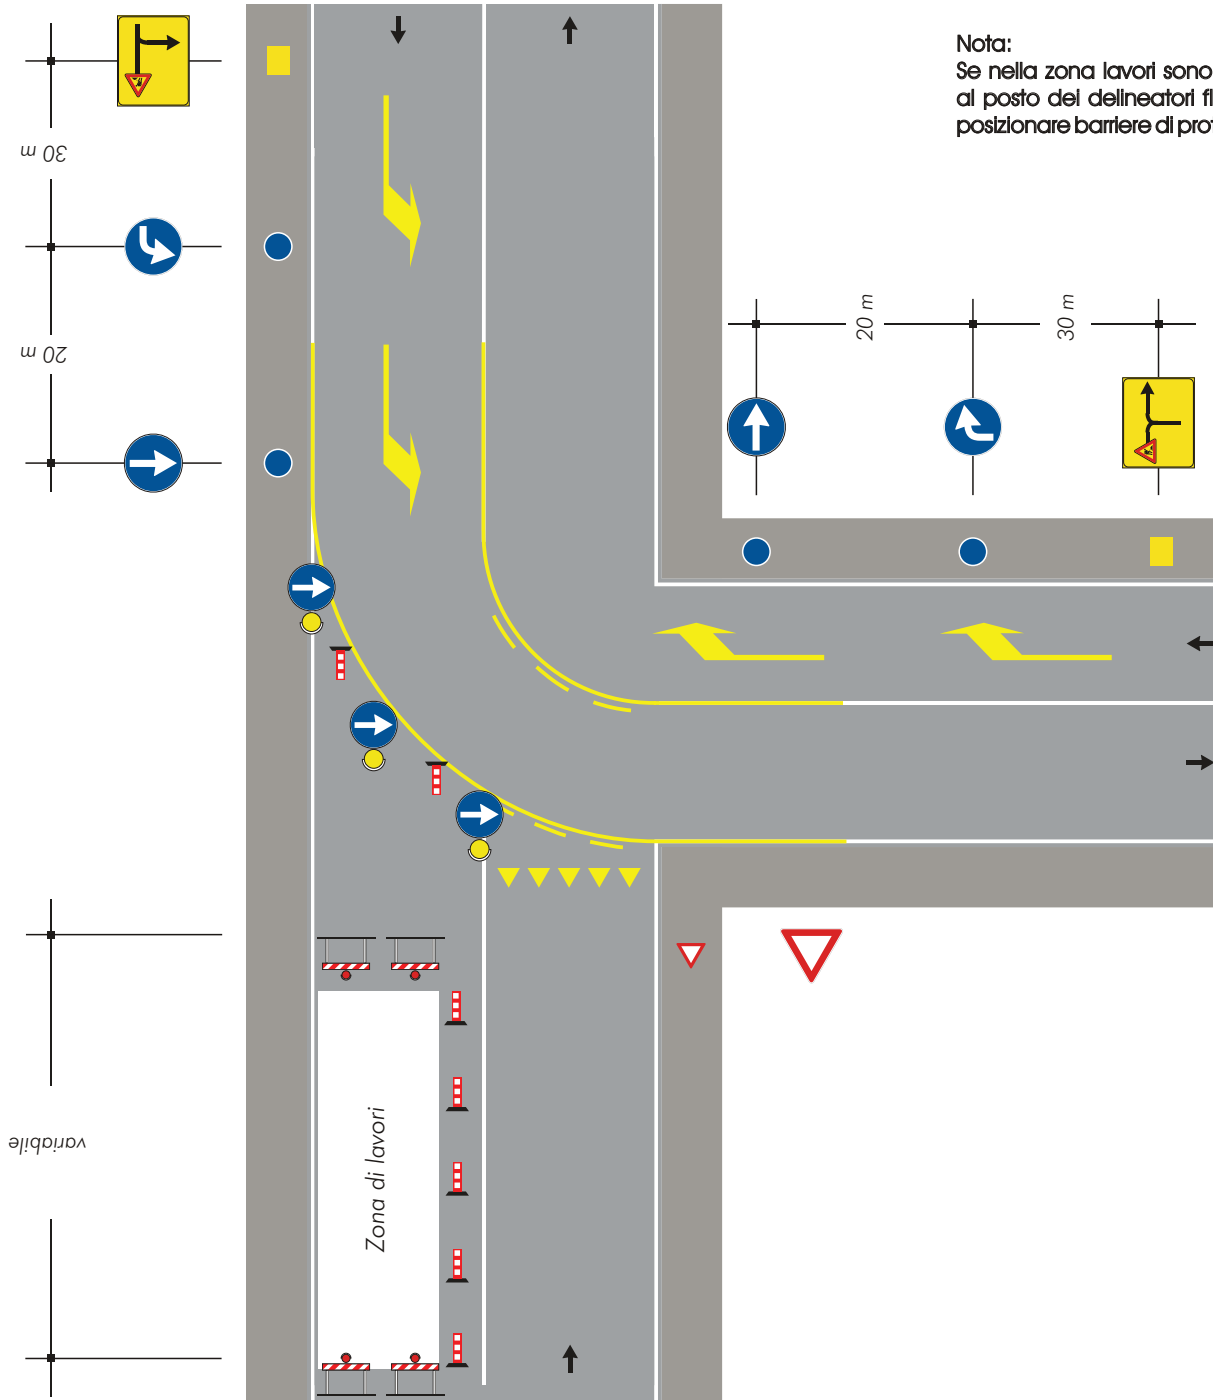 Nota:
Se nella zona lavori sono
al posto dei delineatori fl
posizionare barriere di pro
30 m
20 m
20 m
30 m
variabile
Zona di lavori